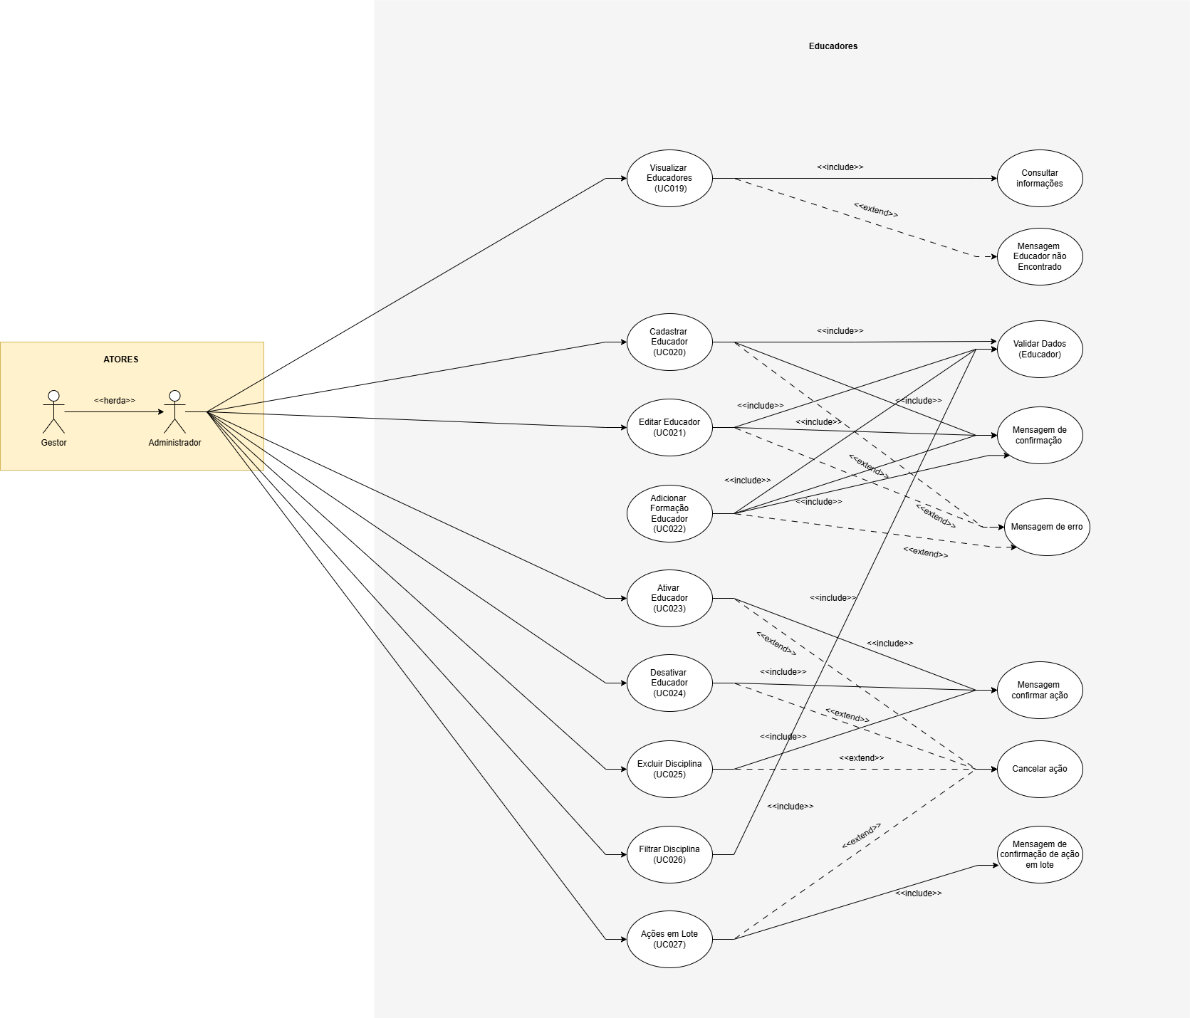 Educadores
Visualizar
Educadores
(UC019)
<<include>>
Consultar
informações
<<extend>>
Mensagem
Educador não
Encontrado
ATORES
<<herda>>
Gestor
Administrador
Cadastrar
Educador
(UC020)
<<include>>
Validar Dados
(Educador)
<<include>>
Editar Educador
(UC021)
<<include>>
<<include>>
Mensagem de
confirmação
<<extend>>
<<include>>
Adicionar
Formação
Educador
(UC022)
<<include>>
<<extend>>
Mensagem de erro
<<extend>>
Ativar
Educador
(UC023)
<<include>>
<<extend>>
<<include>>
Desativar
Educador
(UC024)
<<include>>
Mensagem
confirmar ação
<<extend>>
<<include>>
Excluir Disciplina
(UC025)
<<extend>>
Cancelar ação
<<include>>
Filtrar Disciplina
(UC026)
<<extend>>
Mensagem de
confirmação de ação
em lote
<<include>>
Ações em Lote
(UC027)